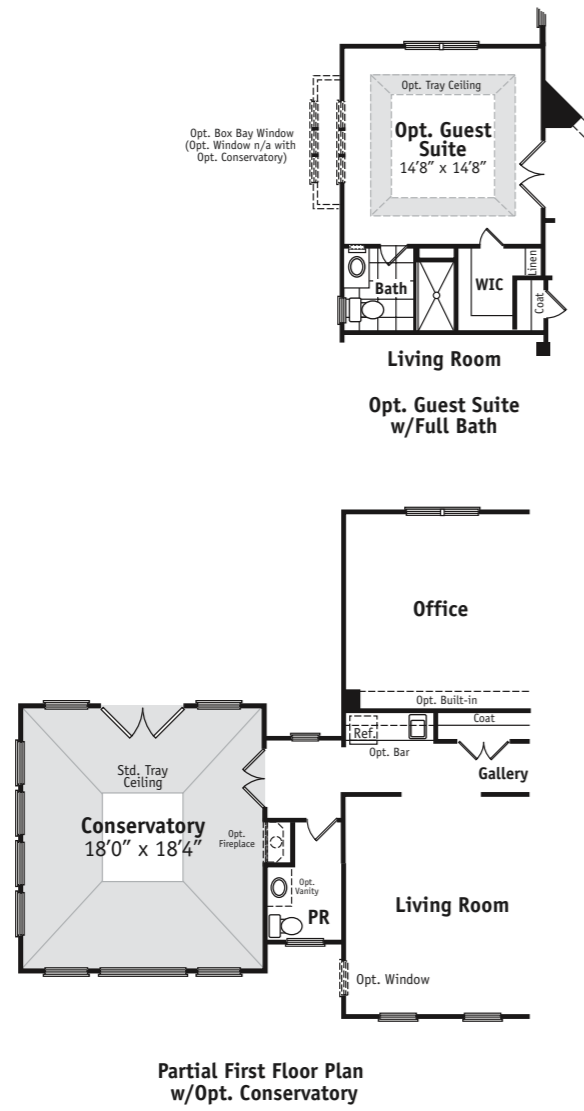 Opt. Tray Ceiling
Opt. Box Bay Window
(Opt. Window n/a with
Opt. Conservatory)
Opt. Guest
Suite
14'8" x 14'8"
Bath
WIC
Linen
Coat
Living Room
Opt. Guest Suite
w/Full Bath
Office
Opt. Built-in
Ref.
Opt. Bar
Coat
Gallery
Std. Tray
Ceiling
Conservatory
18'0" x 18'4"
Opt.
Fireplace
Opt.
Vanity
PR
Living Room
Opt. Window
Partial First Floor Plan
w/Opt. Conservatory